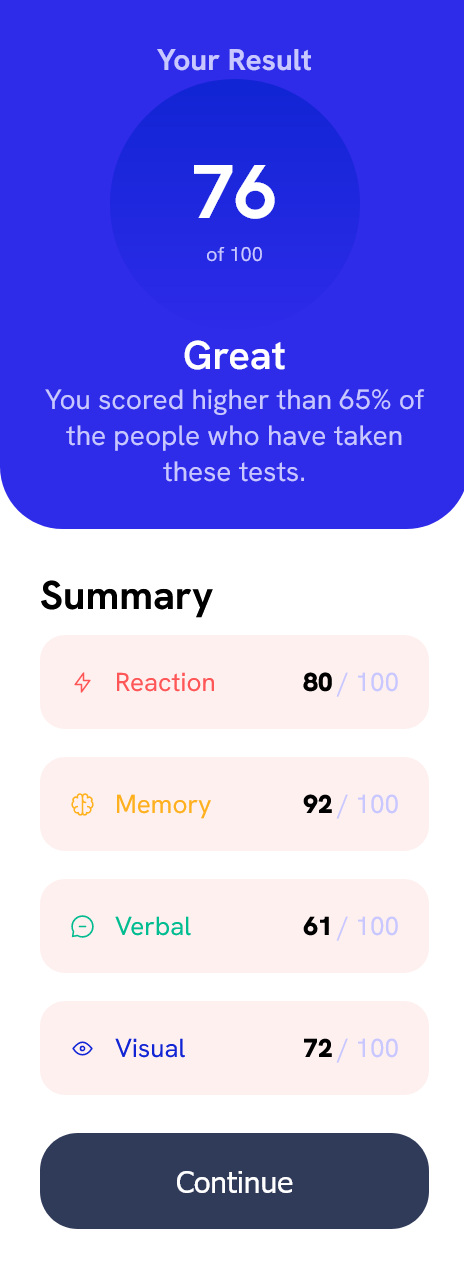 Your Result
76
of 100
Great
You scored higher than 65% of
the people who have taken
these tests.
Summary
Reaction 80 / 100
Memory 92 / 100
Verbal 61 / 100
Visual 72 / 100
Continue